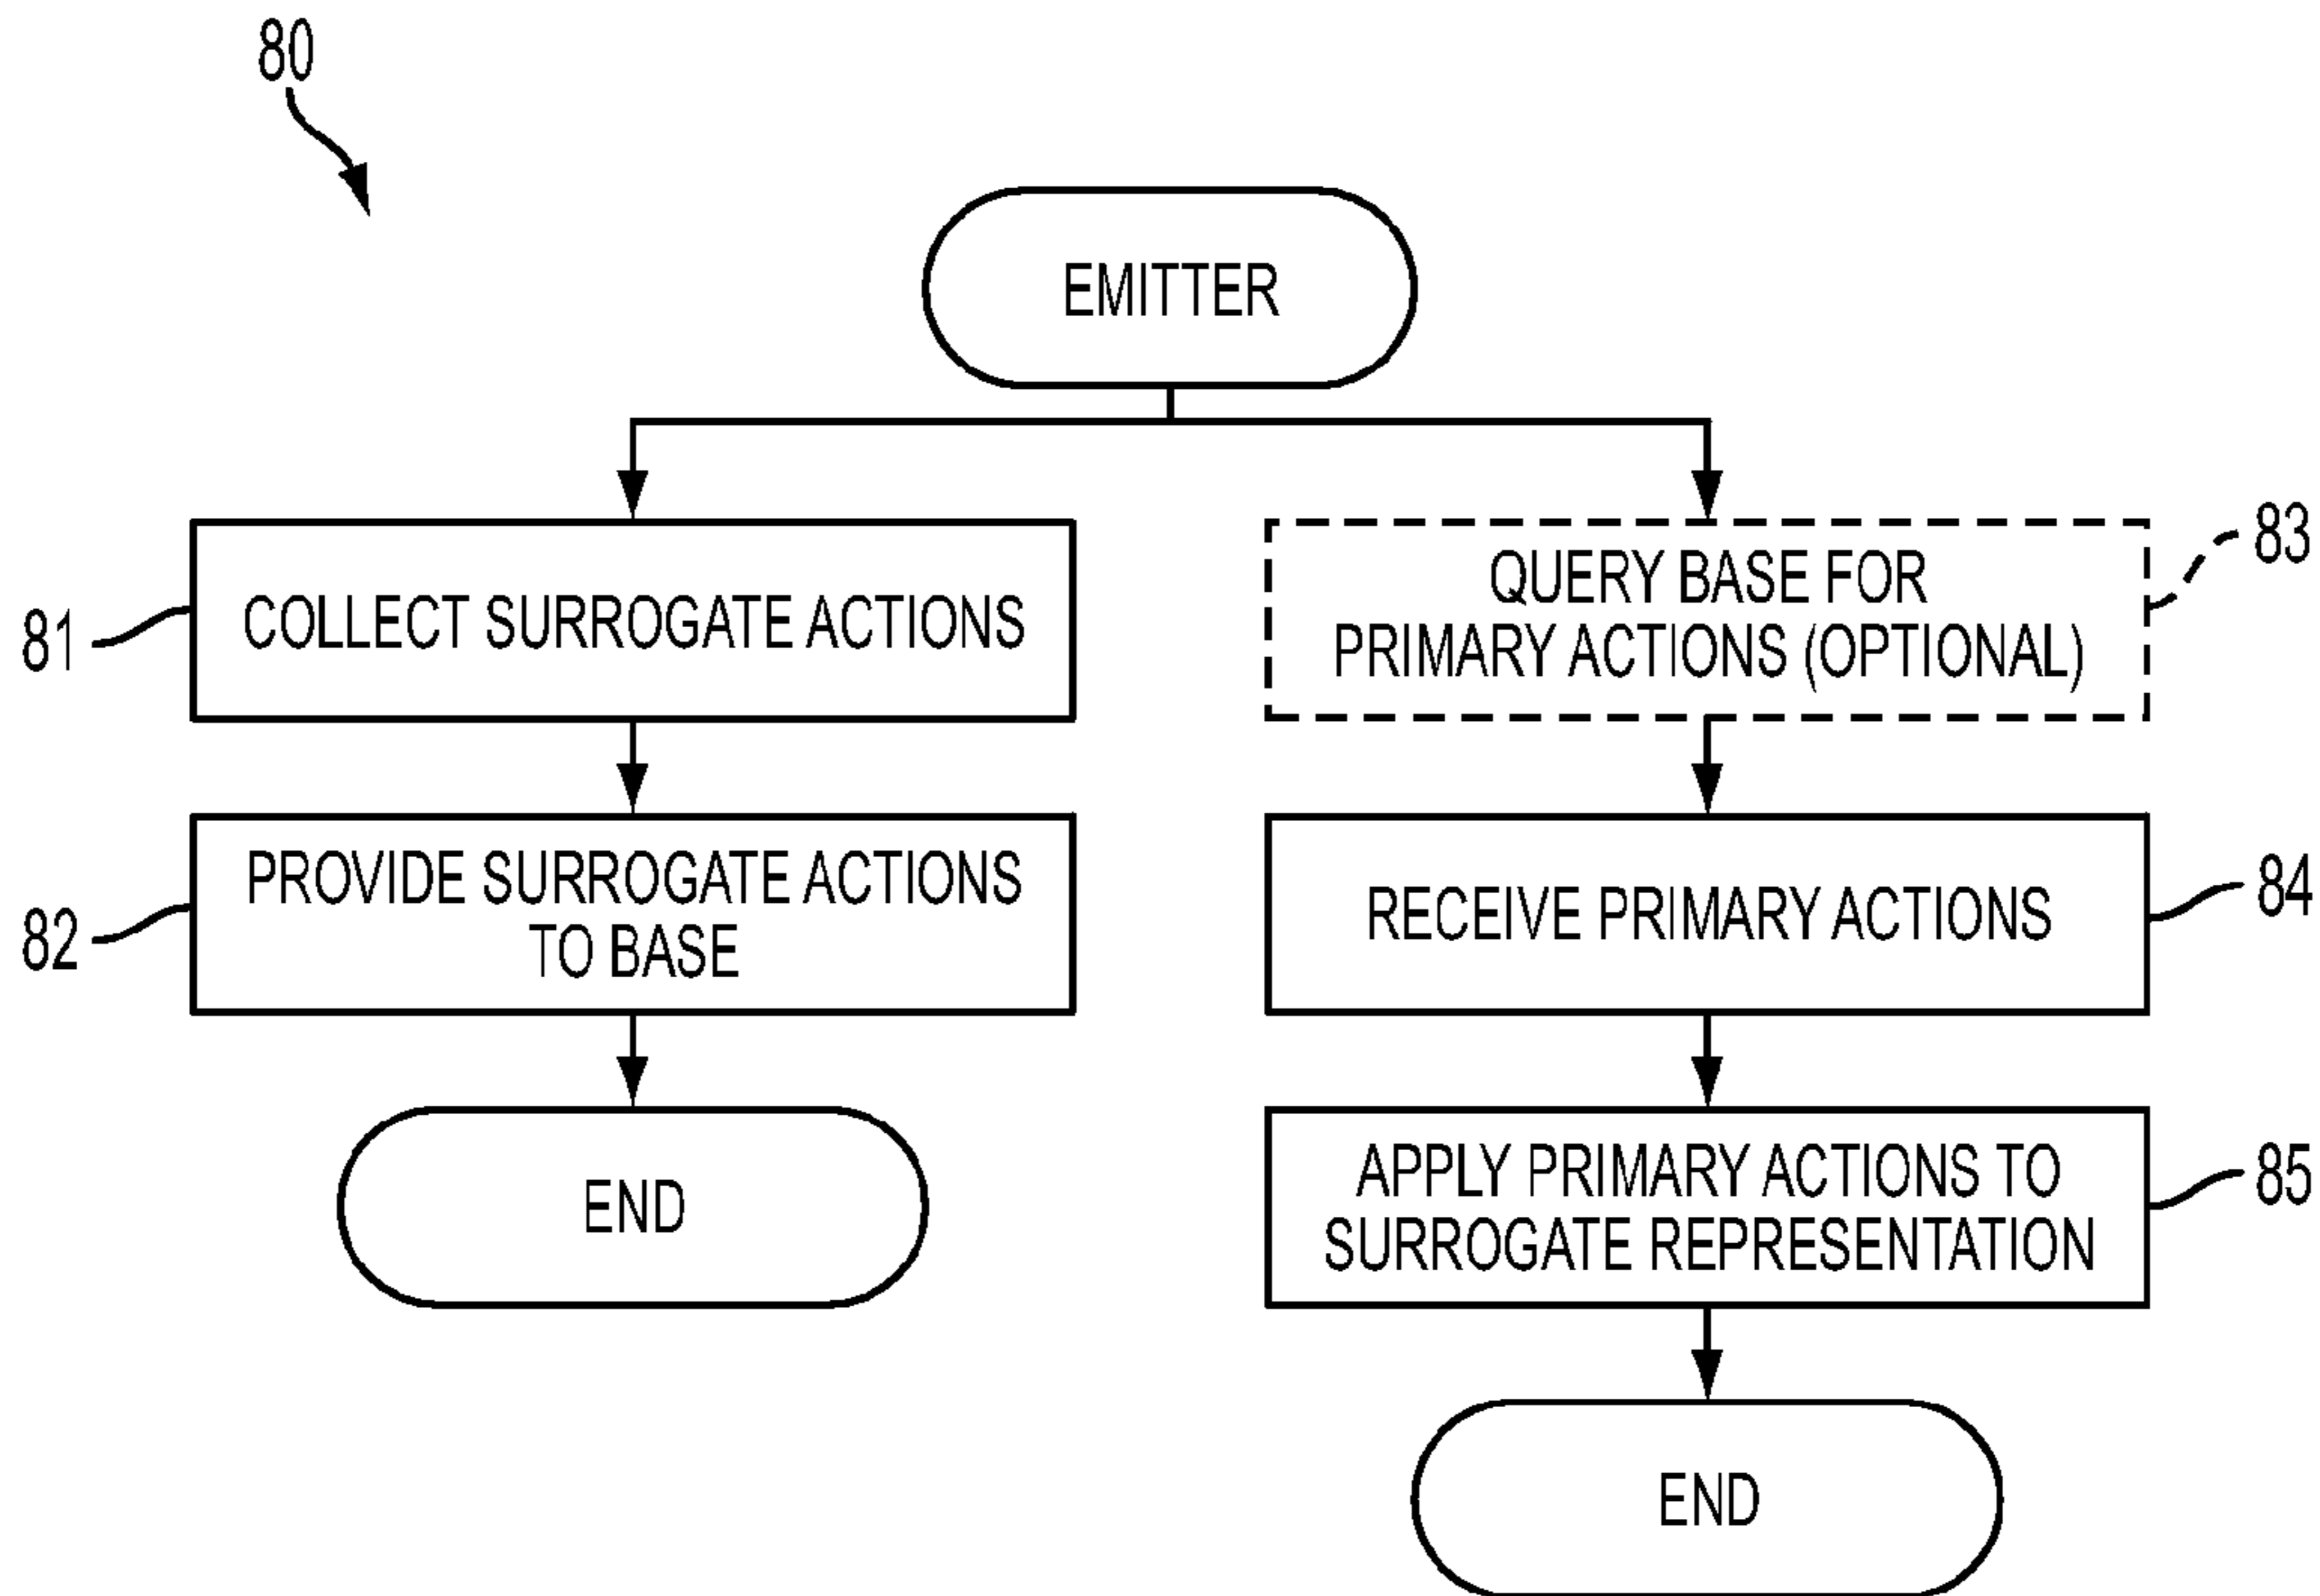 80
EMITTER
81
COLLECT SURROGATE ACTIONS
82
PROVIDE SURROGATE ACTIONS
TO BASE
END
83
QUERY BASE FOR
PRIMARY ACTIONS (OPTIONAL)
84
RECEIVE PRIMARY ACTIONS
85
APPLY PRIMARY ACTIONS TO
SURROGATE REPRESENTATION
END